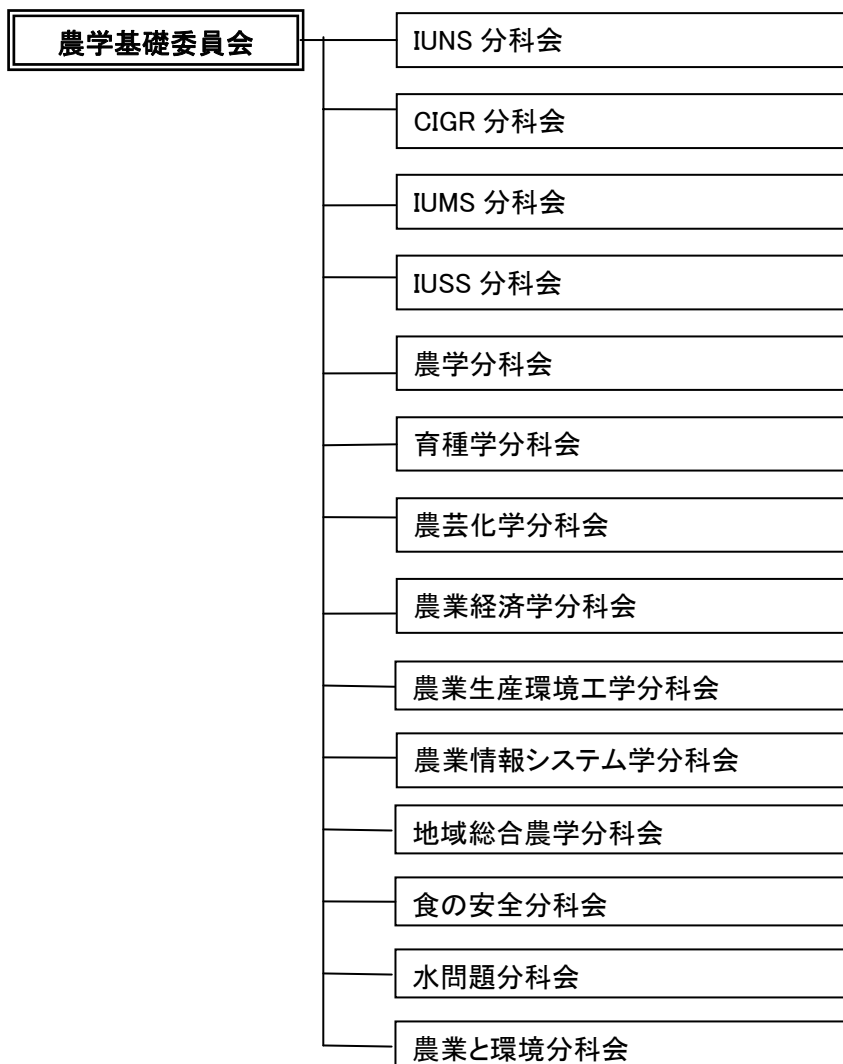 農学基礎委員会
IUNS 分科会
CIGR 分科会
IUMS 分科会
IUSS 分科会
農学分科会
育種学分科会
農芸化学分科会
農業経済学分科会
農業生産環境工学分科会
農業情報システム学分科会
地域総合農学分科会
食の安全分科会
水問題分科会
農業と環境分科会